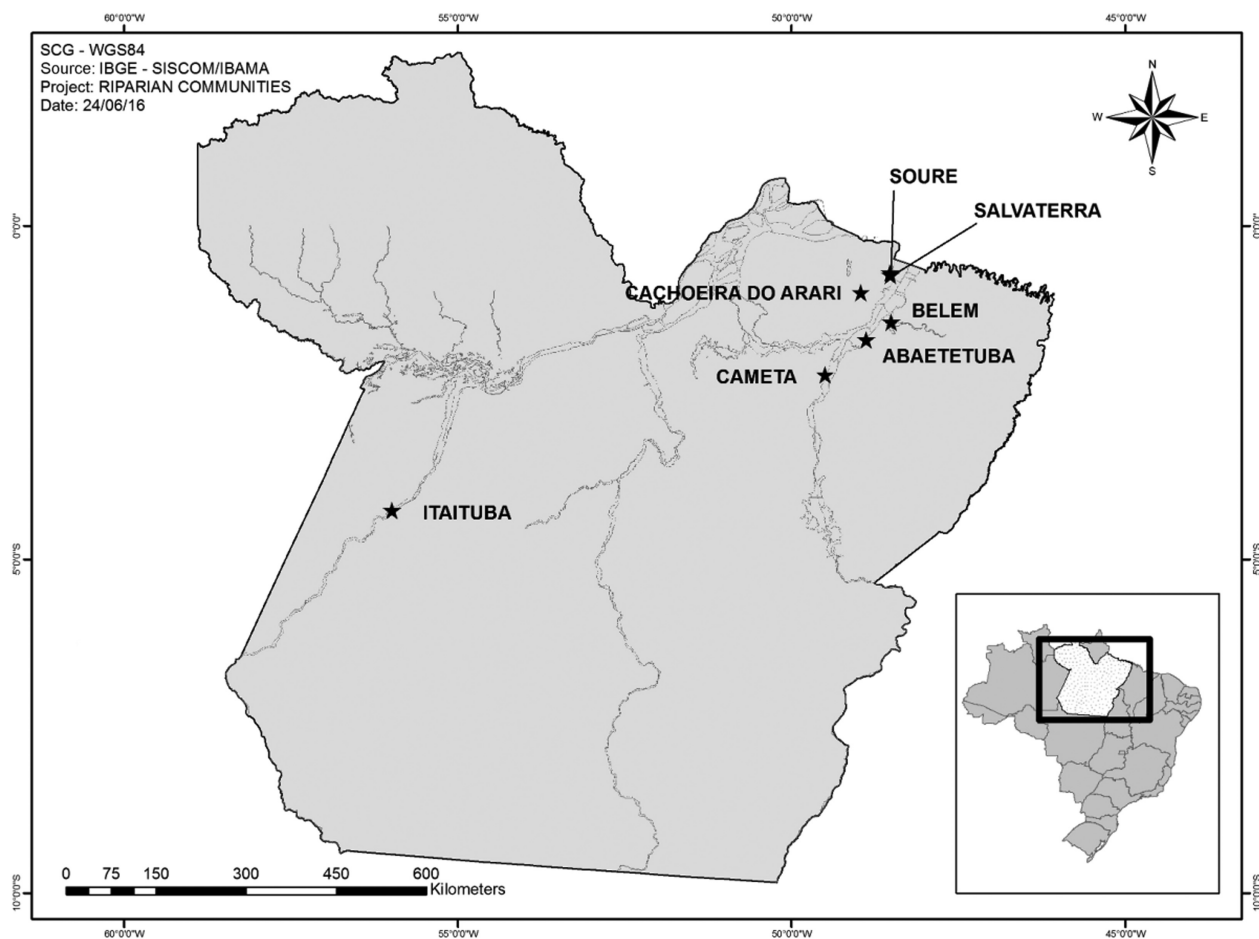 60°0'0"W 55°0'0"W 50°0'0"W 45°0'0"W
SCG - WGS84
Source: IBGE - SISCOM/IBAMA
Project: RIPARIAN COMMUNITIES
Date: 24/06/16
N
W E
S
SOURE
SALVATERRA
0°0'0" 0°0'0"
CACHOEIRA DO ARARI
BELEM
ABAETETUBA
CAMETA
ITAITUBA
5°0'0"S 5°0'0"S
0 75 150 300 450 600
Kilometers
10°0'0"S 10°0'0"S
60°0'0"W 55°0'0"W 50°0'0"W 45°0'0"W